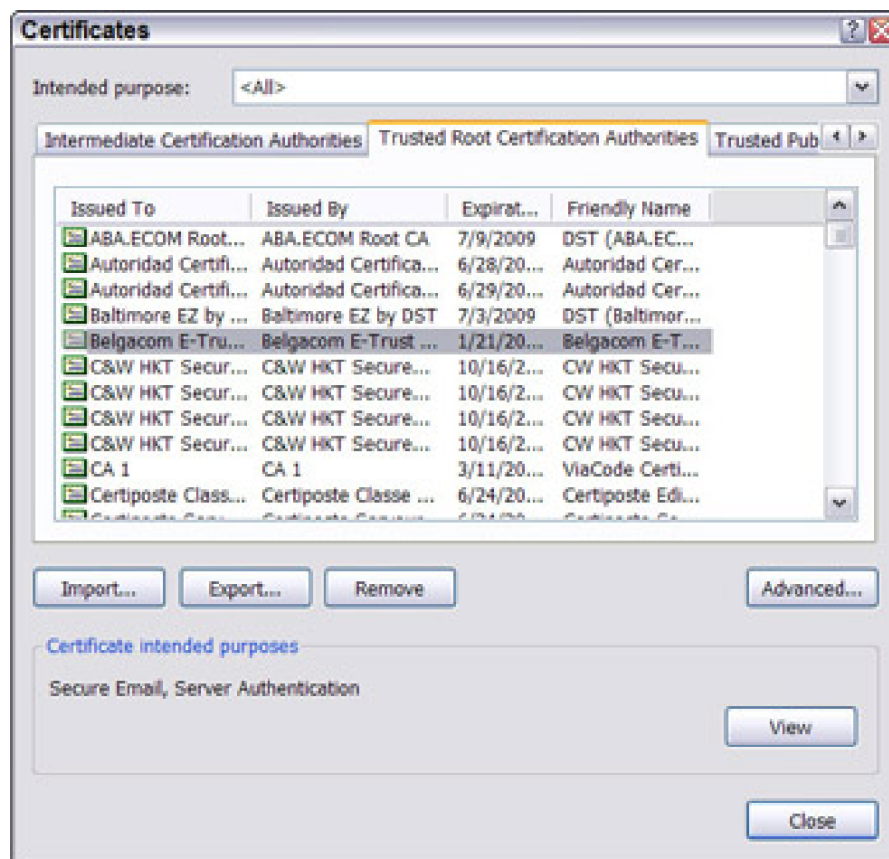 Certificates
Intended purpose: <All>
Intermediate Certification Authorities Trusted Root Certification Authorities Trusted Pub
Issued To Issued By Expirat... Friendly Name
ABA.ECOM Root... ABA.ECOM Root CA 7/9/2009 DST (ABA.EC...
Autoridad Certifi... Autoridad Certifica... 6/28/20... Autoridad Cer...
Autoridad Certifi... Autoridad Certifica... 6/29/20... Autoridad Cer...
Baltimore EZ by ... Baltimore EZ by DST 7/3/2009 DST (Baltimor...
Belgacom E-Tru... Belgacom E-Trust ... 1/21/20... Belgacom E-T...
C&W HKT Secur... C&W HKT Secure... 10/16/2... CW HKT Secu...
C&W HKT Secur... C&W HKT Secure... 10/16/2... CW HKT Secu...
C&W HKT Secur... C&W HKT Secure... 10/16/2... CW HKT Secu...
C&W HKT Secur... C&W HKT Secure... 10/16/2... CW HKT Secu...
CA 1 CA 1 3/11/20... ViaCode Certi...
Certiposte Class... Certiposte Classe ... 6/24/20... Certiposte Edi...
Import... Export... Remove Advanced...
Certificate intended purposes
Secure Email, Server Authentication
View
Close